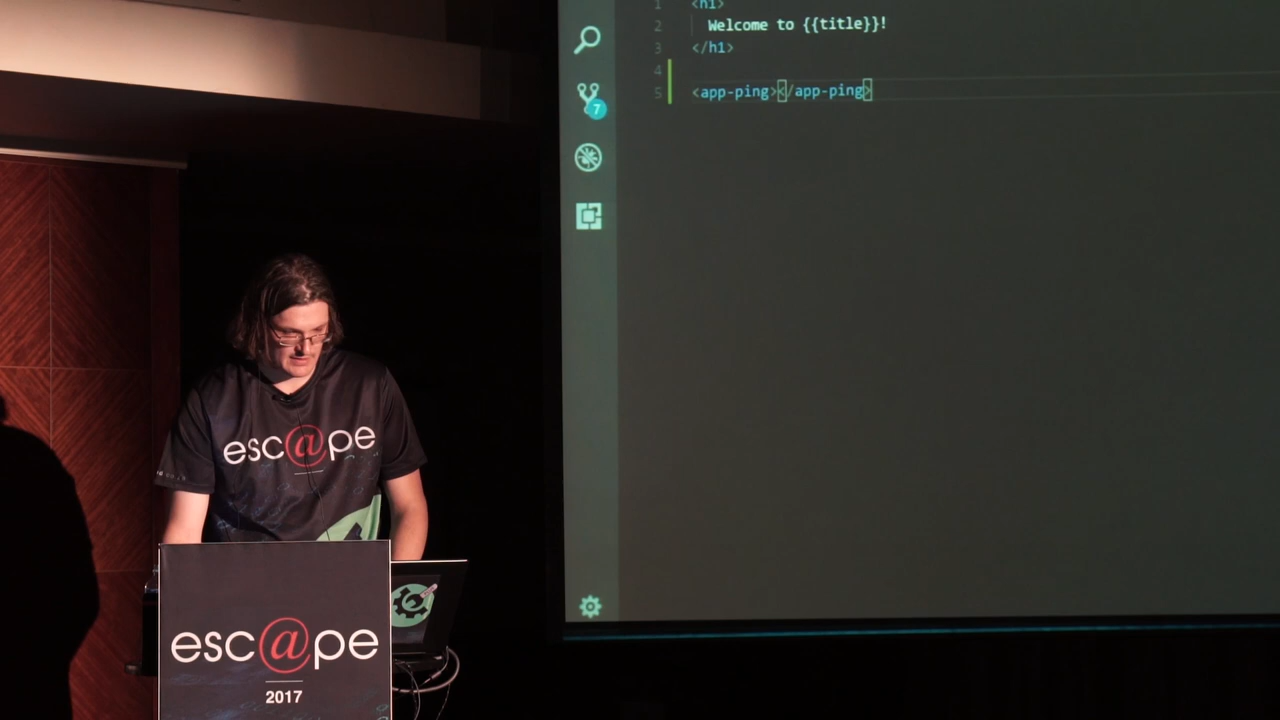 1 <h1>
2 Welcome to {{title}}!
3 </h1>
4
5 <app-ping></app-ping>
7
esc@pe
esc@pe
2017